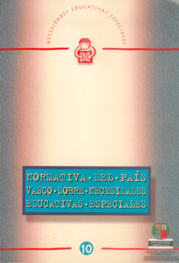 NECESIDADES EDUCATIVAS ESPECIALES
NORMATIVA · DEL · PAÍS
VASCO · SOBRE · NECESIDADES
EDUCATIVAS · ESPECIALES
10